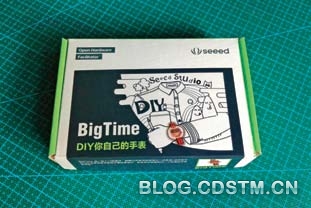 Open Hardware
Facilitator
seeed
Seeed Studio
DIY
BigTime
DIY你自己的手表
BLOG.CDSTM.CN